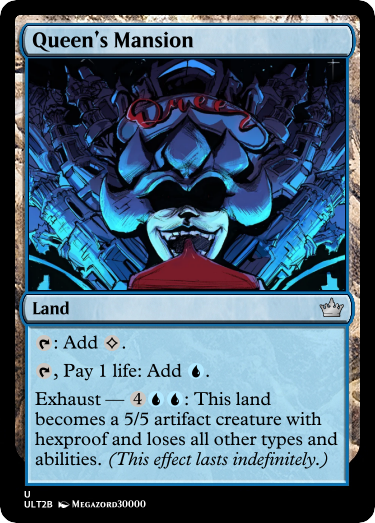 Queen's Mansion
Queen
Land
: Add .
, Pay 1 life: Add .
Exhaust — 4 : This land
becomes a 5/5 artifact creature with
hexproof and loses all other types and
abilities. (This effect lasts indefinitely.)
U
ULT2B Megazord30000